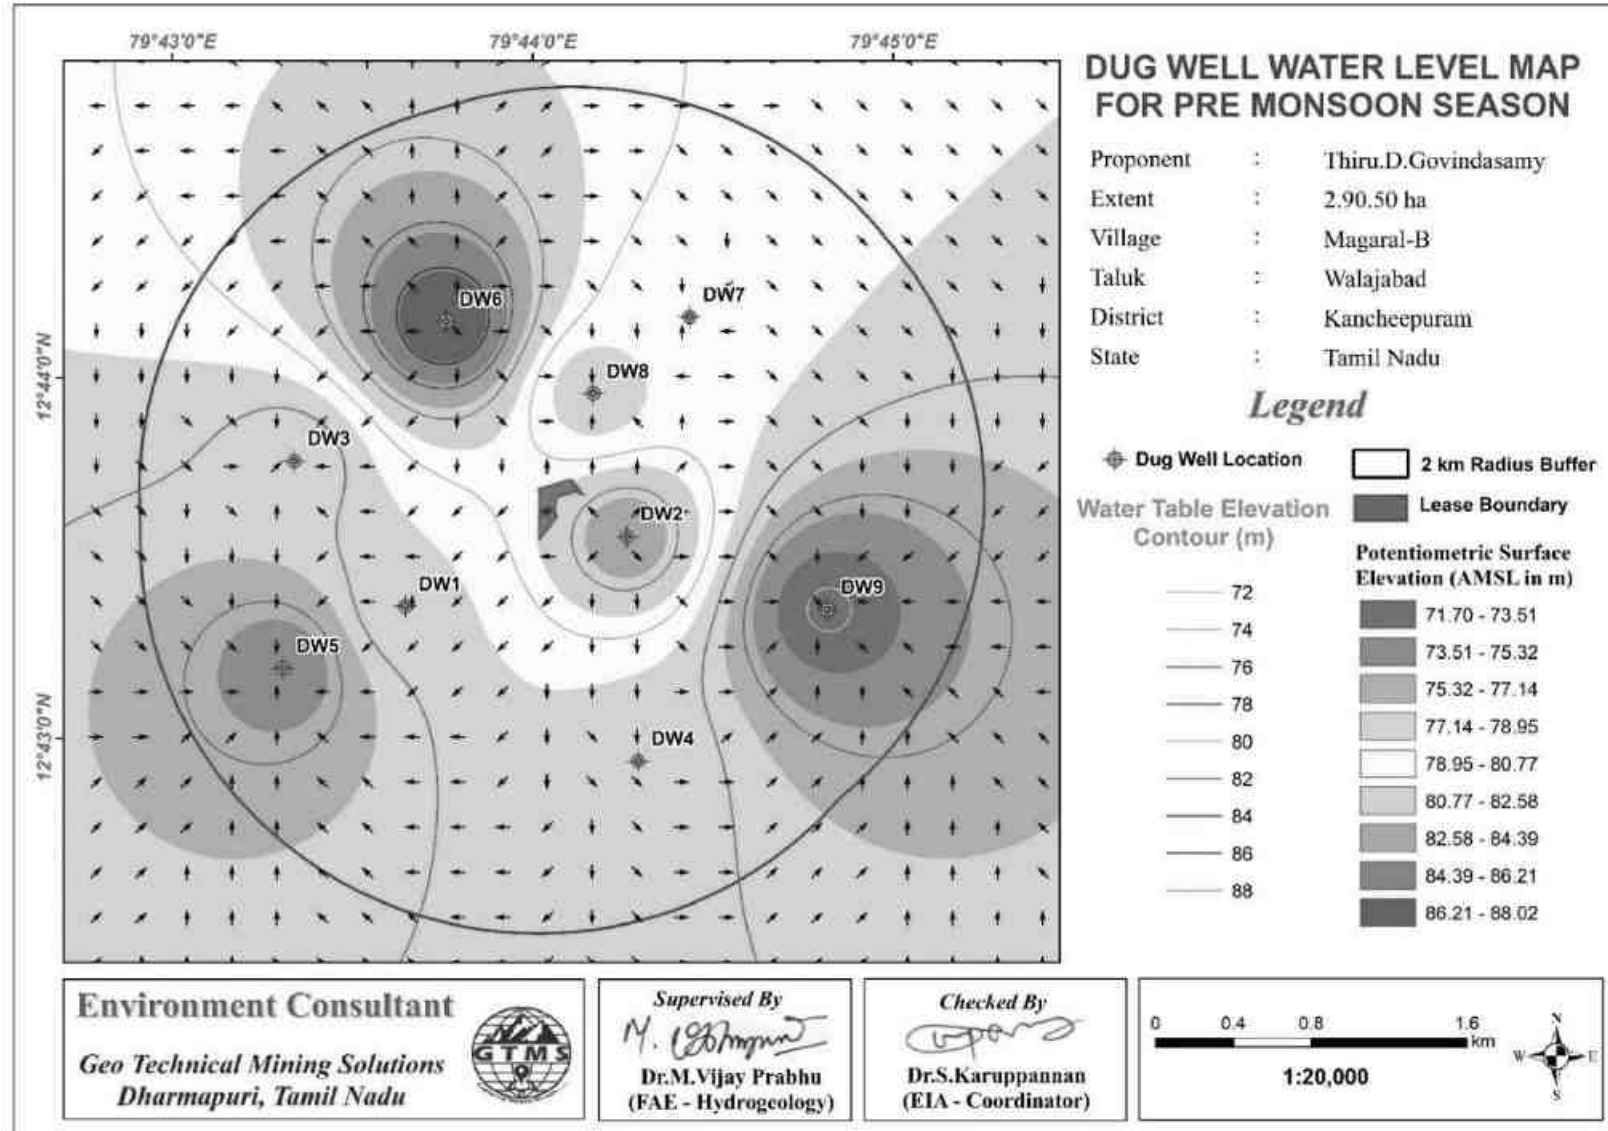 79°43'0"E
79°44'0"E
79°45'0"E
12°44'0"N
12°43'0"N
DW6
DW7
DW8
DW3
DW2
DW1
DW9
DW5
DW4
DUG WELL WATER LEVEL MAP
FOR PRE MONSOON SEASON
Proponent : Thiru.D.Govindasamy
Extent : 2.90.50 ha
Village : Magaral-B
Taluk : Walajabad
District : Kancheepuram
State : Tamil Nadu
Legend
Dug Well Location
2 km Radius Buffer
Lease Boundary
Water Table Elevation
Contour (m)
72
74
76
78
80
82
84
86
88
Potentiometric Surface
Elevation (AMSL in m)
71.70 - 73.51
73.51 - 75.32
75.32 - 77.14
77.14 - 78.95
78.95 - 80.77
80.77 - 82.58
82.58 - 84.39
84.39 - 86.21
86.21 - 88.02
Environment Consultant
Geo Technical Mining Solutions
Dharmapuri, Tamil Nadu
GTMS
Supervised By
Dr.M.Vijay Prabhu
(FAE - Hydrogeology)
Checked By
Dr.S.Karuppannan
(EIA - Coordinator)
0 0.4 0.8 1.6
km
1:20,000
N
W E
S